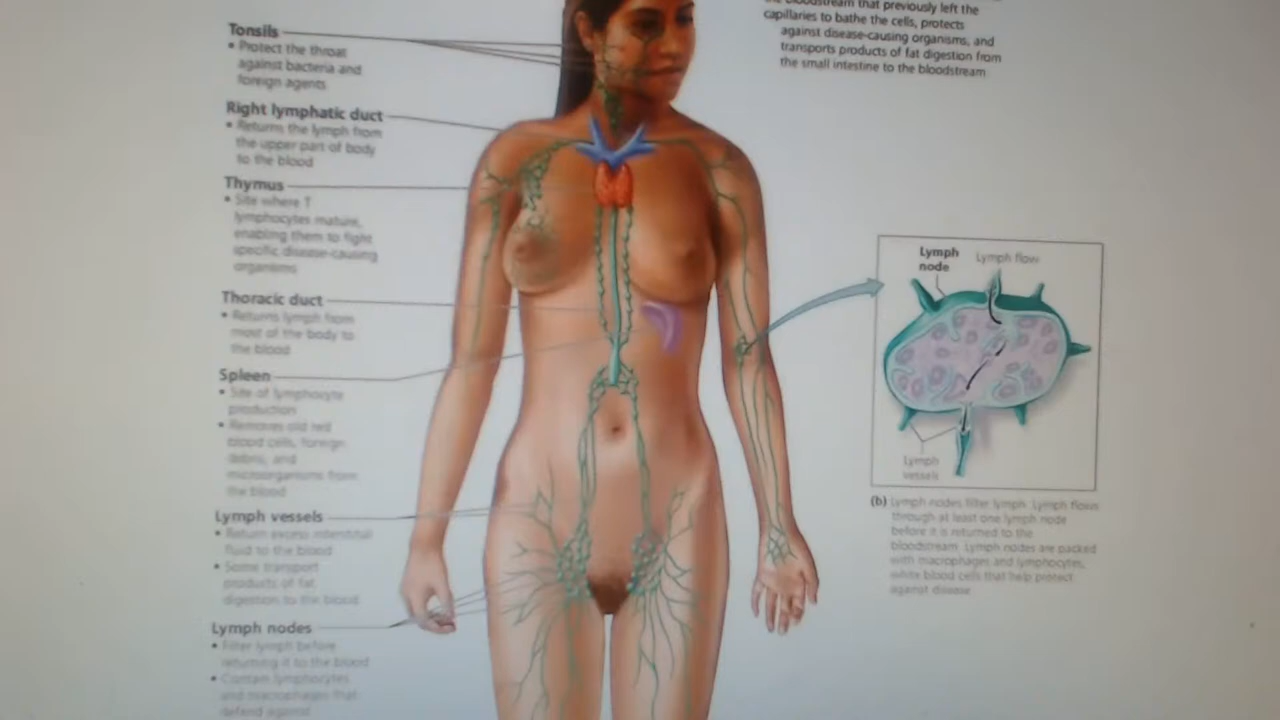 Tonsils
• Protect the throat
against bacteria and
foreign agents
Right lymphatic duct
• Returns the lymph from
the upper part of body
to the blood
Thymus
• Site where T
lymphocytes mature,
enabling them to fight
specific disease-causing
organisms
Thoracic duct
• Returns lymph from
most of the body to
the blood
Spleen
• Site of lymphocyte
production
• Removes old red
blood cells, foreign
debris, and
microorganisms from
the blood
Lymph vessels
• Return excess interstitial
fluid to the blood
• Some transport
products of fat
digestion to the blood
Lymph nodes
• Filter lymph before
returning it to the blood
• Contain lymphocytes
and macrophages that
defend against
bloodstream that previously left the
capillaries to bathe the cells, protects
against disease-causing organisms, and
transports products of fat digestion from
the small intestine to the bloodstream
Lymph
node
Lymph flow
Lymph
vessels
(b) Lymph nodes filter lymph. Lymph flows
through at least one lymph node
before it is returned to the
bloodstream. Lymph nodes are packed
with macrophages and lymphocytes,
white blood cells that help protect
against disease